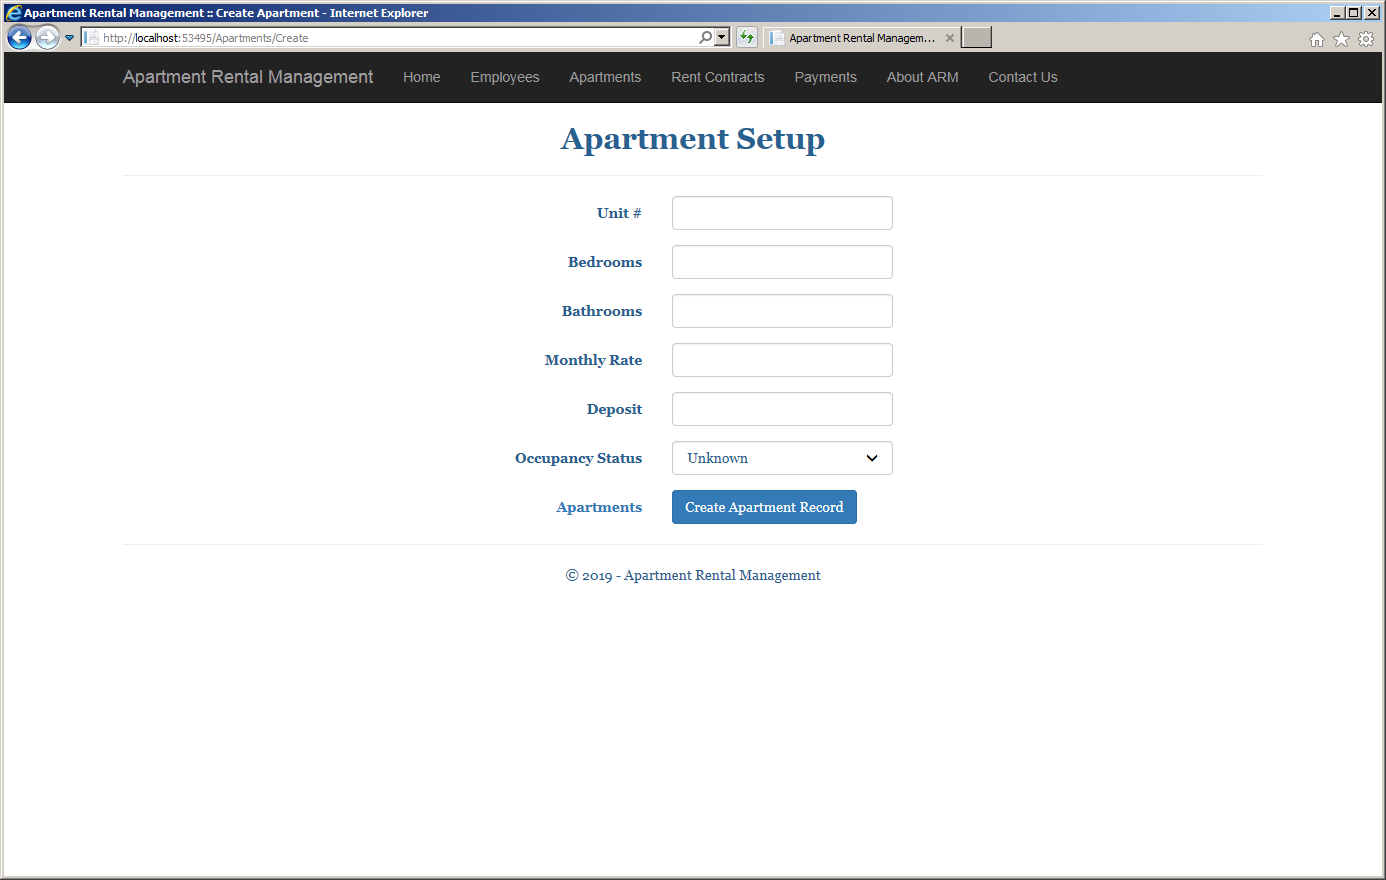 Apartment Rental Management :: Create Apartment - Internet Explorer
http://localhost:53495/Apartments/Create
Apartment Rental Managem...
Apartment Rental Management Home Employees Apartments Rent Contracts Payments About ARM Contact Us
Apartment Setup
Unit #
Bedrooms
Bathrooms
Monthly Rate
Deposit
Occupancy Status Unknown
Apartments Create Apartment Record
© 2019 - Apartment Rental Management